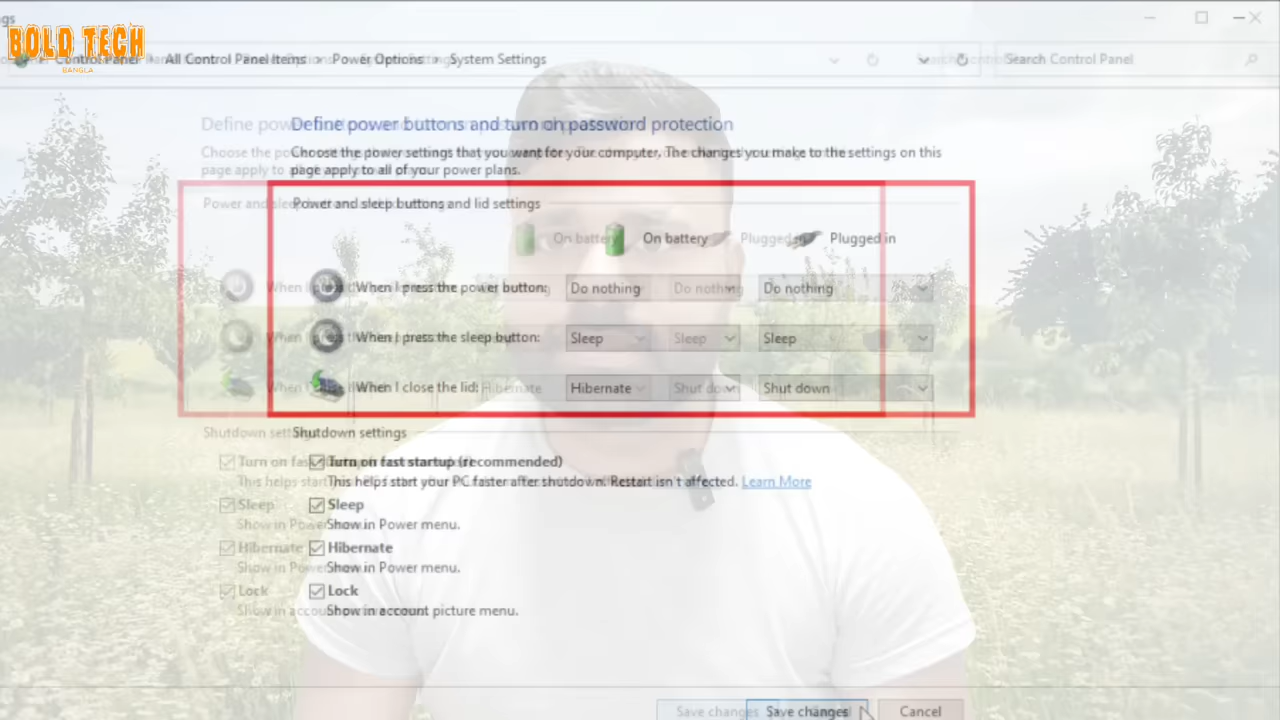 gs
BOLD TECH
BANGLA
Control Panel > All Control Panel Items > Power Options > System Settings
Search Control Panel
Define power buttons and turn on password protection
Choose the power settings that you want for your computer. The changes you make to the settings on this
page apply to all of your power plans.
Power and sleep buttons and lid settings
On battery Plugged in
When I press the power button: Do nothing Do nothing
When I press the sleep button: Sleep Sleep
When I close the lid: Hibernate Shut down
Shutdown settings
Turn on fast startup (recommended)
This helps start your PC faster after shutdown. Restart isn't affected. Learn More
Sleep
Show in Power menu.
Hibernate
Show in Power menu.
Lock
Show in account picture menu.
Save changes Cancel